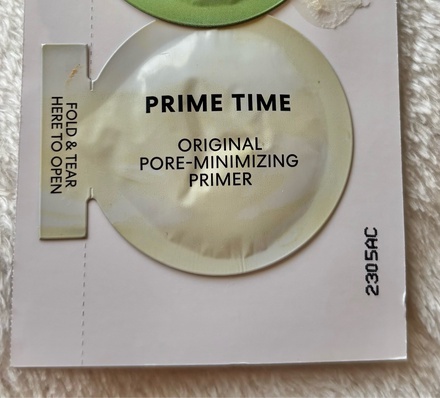 PRIME TIME
ORIGINAL
PORE-MINIMIZING
PRIMER
FOLD & TEAR
HERE TO OPEN
2305AC